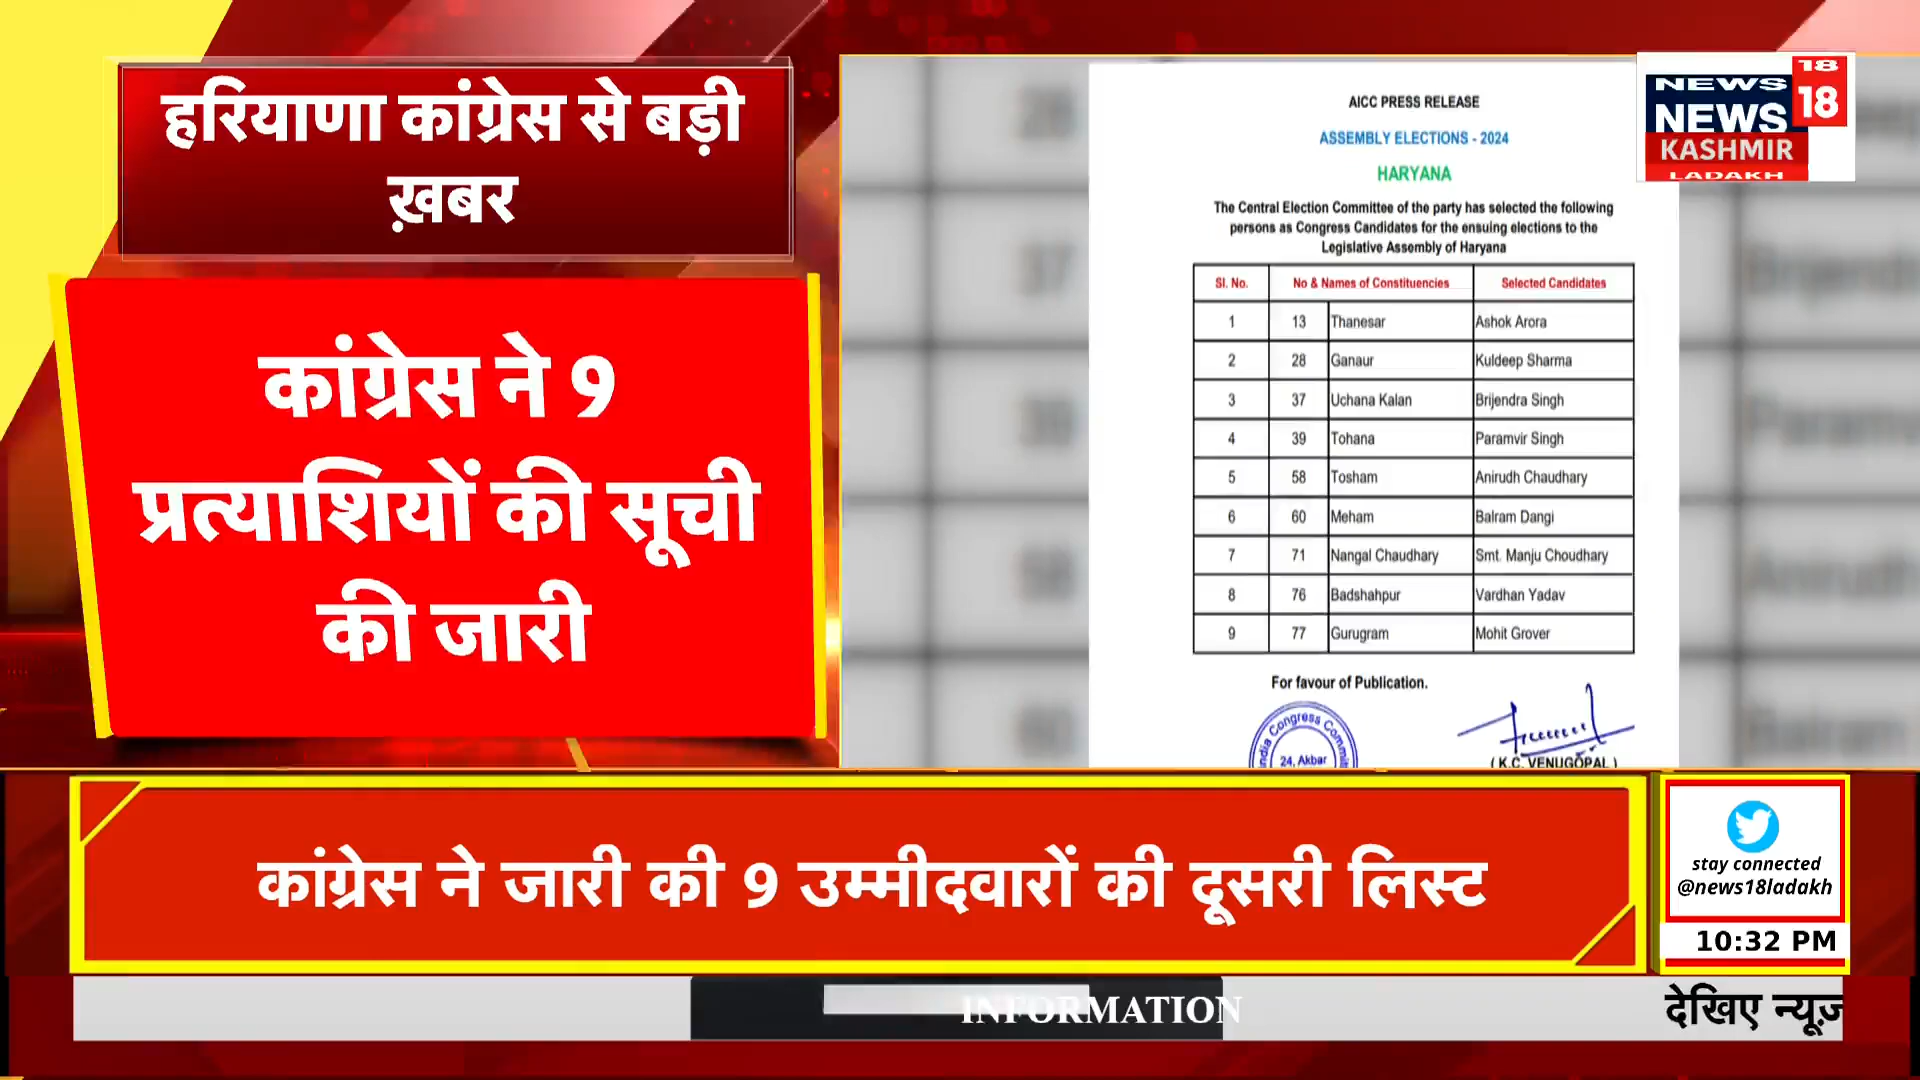 हरियाणा कांग्रेस से बड़ी
ख़बर
कांग्रेस ने 9
प्रत्याशियों की सूची
की जारी
AICC PRESS RELEASE
ASSEMBLY ELECTIONS - 2024
HARYANA
The Central Election Committee of the party has selected the following
persons as Congress Candidates for the ensuing elections to the
Legislative Assembly of Haryana
Sl. No. No & Names of Constituencies Selected Candidates
1 13 Thanesar Ashok Arora
2 28 Ganaur Kuldeep Sharma
3 37 Uchana Kalan Brijendra Singh
4 39 Tohana Paramvir Singh
5 58 Tosham Anirudh Chaudhary
6 60 Meham Balram Dangi
7 71 Nangal Chaudhary Smt. Manju Choudhary
8 76 Badshahpur Vardhan Yadav
9 77 Gurugram Mohit Grover
For favour of Publication.
India Congress Committ
24, Akbar
( K.C. VENUGOPAL )
NEWS 18
NEWS 18
KASHMIR
LADAKH
कांग्रेस ने जारी की 9 उम्मीदवारों की दूसरी लिस्ट
stay connected
@news18ladakh
10:32 PM
INFORMATION
देखिए न्यूज़